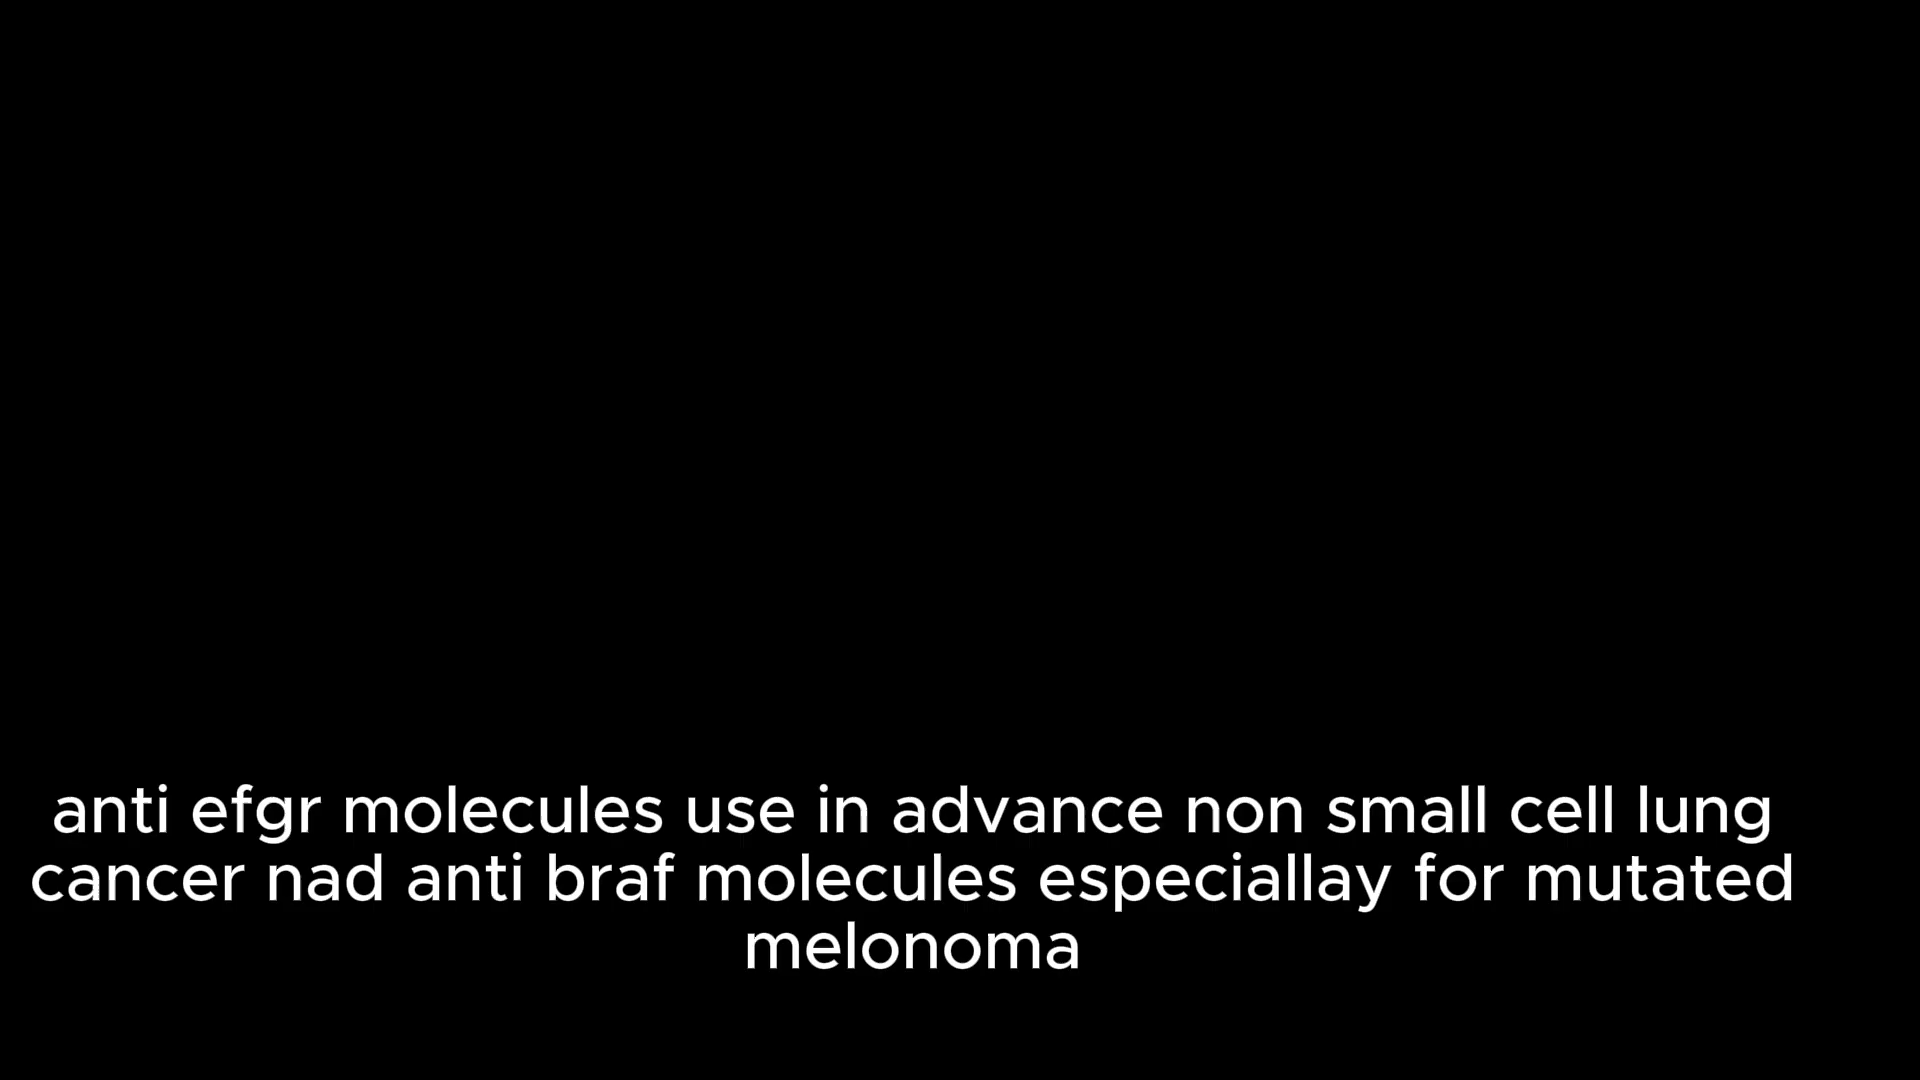 anti efgr molecules use in advance non small cell lung
cancer nad anti braf molecules especiallay for mutated
melonoma